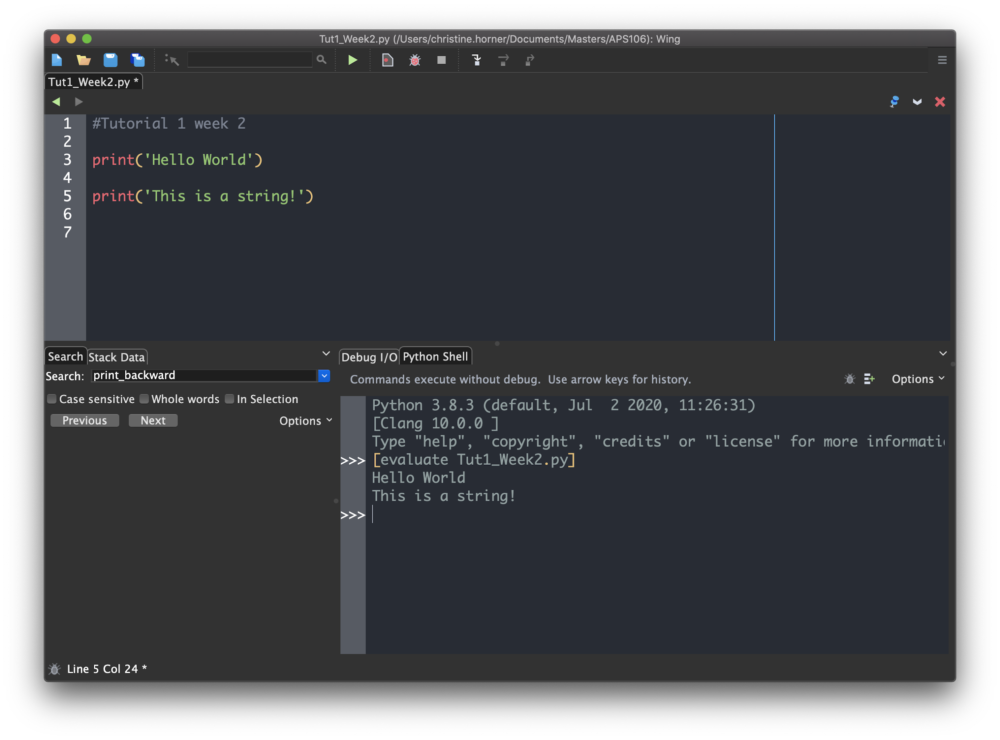 Tut1_Week2.py (/Users/christine.horner/Documents/Masters/APS106): Wing
Tut1_Week2.py *
1 #Tutorial 1 week 2
2
3 print('Hello World')
4
5 print('This is a string!')
6
7
Search Stack Data
Search: print_backward
Case sensitive Whole words In Selection
Previous Next Options
Debug I/O Python Shell
Commands execute without debug. Use arrow keys for history. Options
Python 3.8.3 (default, Jul  2 2020, 11:26:31)
[Clang 10.0.0 ]
Type "help", "copyright", "credits" or "license" for more
>>> [evaluate Tut1_Week2.py]
Hello World
This is a string!
>>>
Line 5 Col 24 *